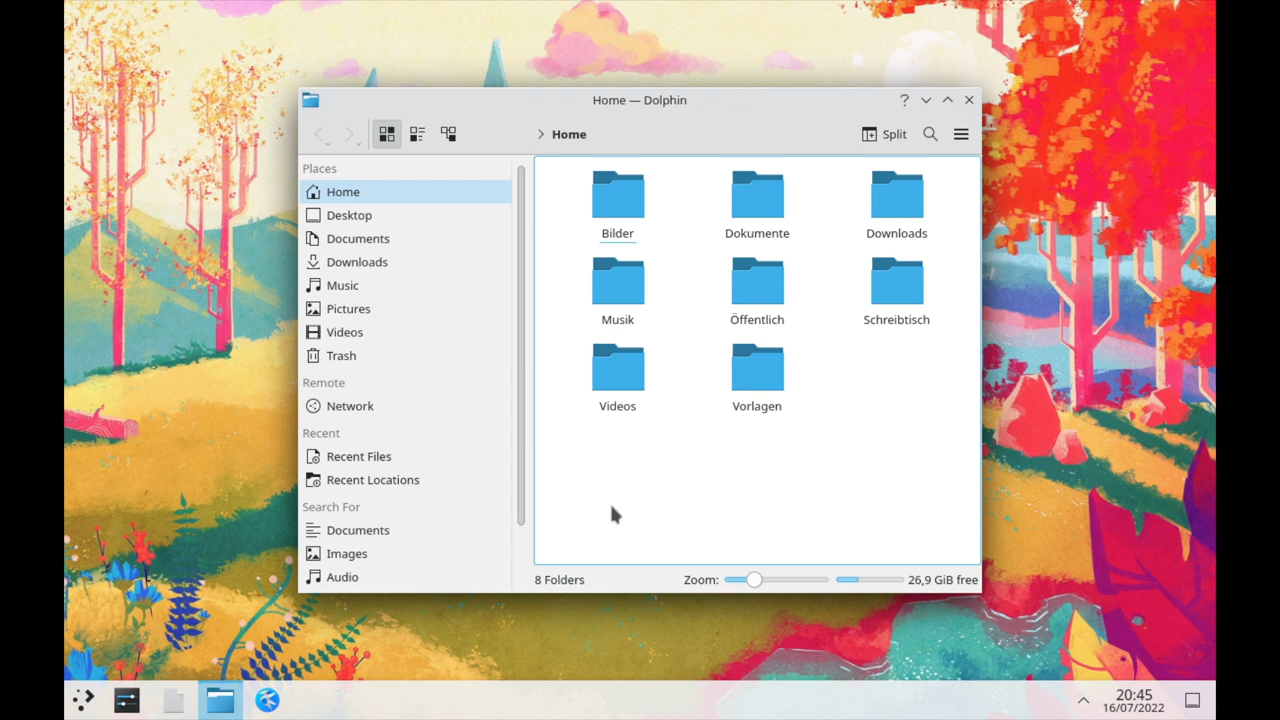 Home — Dolphin
Home
Split
Places
Home
Desktop
Documents
Downloads
Music
Pictures
Videos
Trash
Remote
Network
Recent
Recent Files
Recent Locations
Search For
Documents
Images
Audio
Bilder
Dokumente
Downloads
Musik
Öffentlich
Schreibtisch
Videos
Vorlagen
8 Folders
Zoom:
26,9 GiB free
20:45
16/07/2022